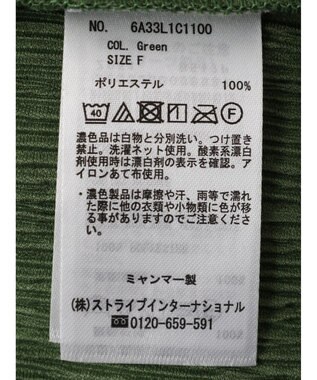 NO. 6A33L1C1100
COL. Green
SIZE F
ポリエステル 100%
40
F
濃色品は白物と分別洗い。つけ置き
禁止。洗濯ネット使用。酸素系漂白
剤使用時は漂白剤の表示を確認。ア
イロンあて布使用。
・濃色製品は摩擦や汗、雨等で濡れ
た際に他の衣類や小物類に色が移
る事がありますのでご注意くださ
い。
ミャンマー製
(株)ストライプインターナショナル
0120-659-591